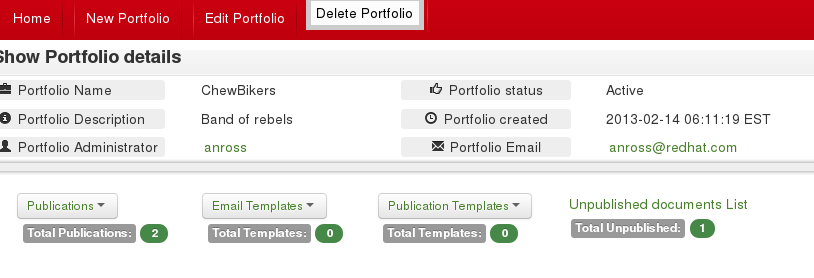 Home New Portfolio Edit Portfolio Delete Portfolio
Show Portfolio details
Portfolio Name ChewBikers Portfolio status Active
Portfolio Description Band of rebels Portfolio created 2013-02-14 06:11:19 EST
Portfolio Administrator anross Portfolio Email anross@redhat.com
Publications Email Templates Publication Templates Unpublished documents List
Total Publications: 2 Total Templates: 0 Total Templates: 0 Total Unpublished: 1